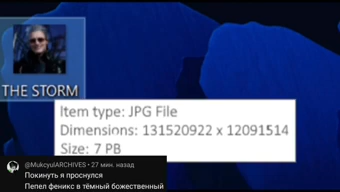 THE STORM
Item type: JPG File
Dimensions: 131520922 x 12091514
Size: 7 PB
@MukcyulARCHIVES • 27 мин. назад
Покинуть я проснулся
Пепел феникс в тёмный божественный